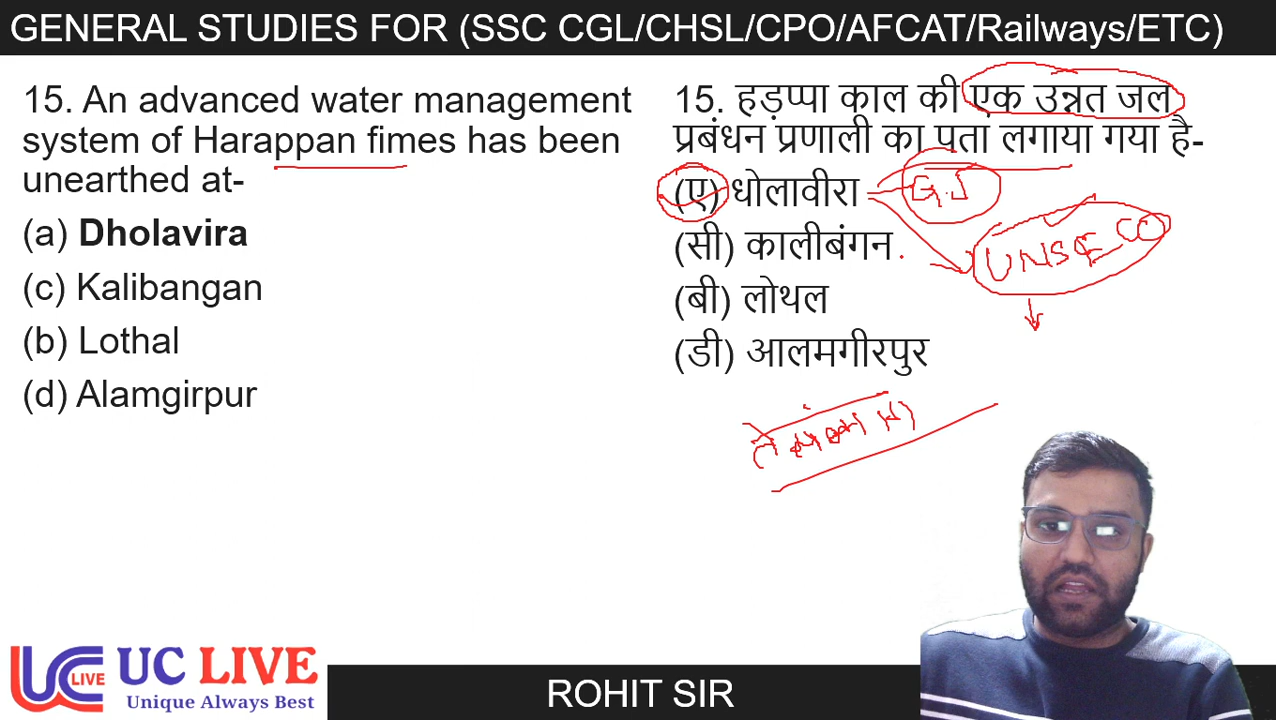 GENERAL STUDIES FOR (SSC CGL/CHSL/CPO/AFCAT/Railways/ETC)
15. An advanced water management
system of Harappan fimes has been
unearthed at-
(a) Dholavira
(c) Kalibangan
(b) Lothal
(d) Alamgirpur
15. हड़प्पा काल की एक उन्नत जल
प्रबंधन प्रणाली का पता लगाया गया है-
(ए) धोलावीरा
(सी) कालीबंगन
(बी) लोथल
(डी) आलमगीरपुर
G.J
UNSECO
LIVE
UC LIVE
Unique Always Best
ROHIT SIR